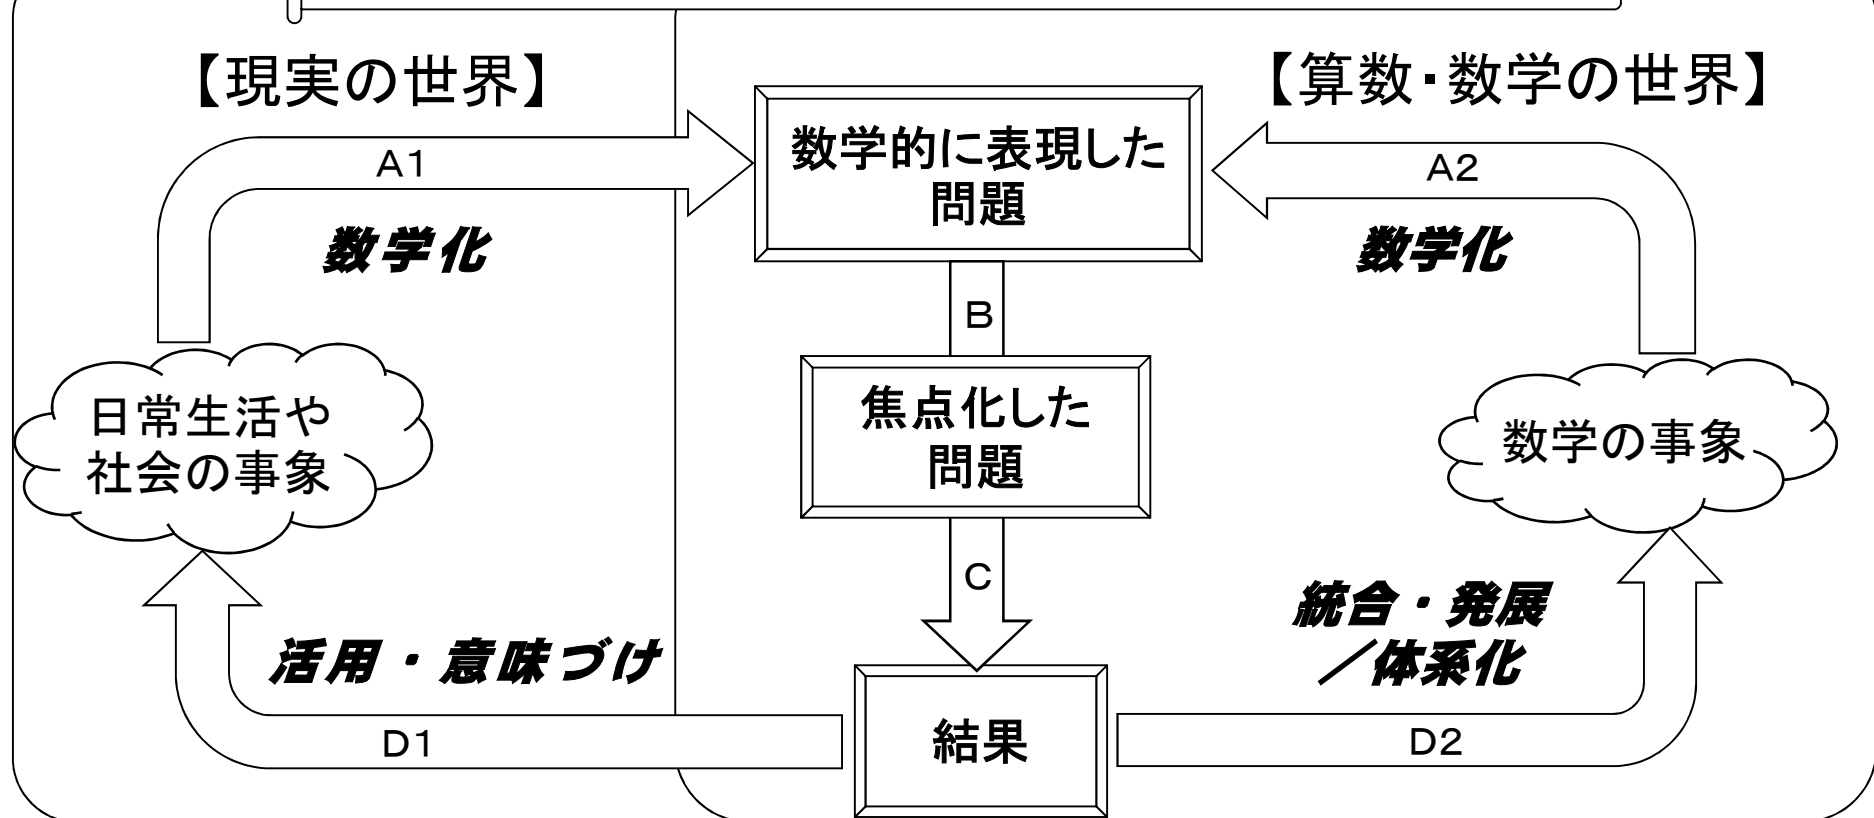 【現実の世界】
【算数・数学の世界】
数学的に表現した
問題
A1
A2
数学化
数学化
B
日常生活や
社会の事象
焦点化した
問題
数学の事象
C
統合・発展
／体系化
活用・意味づけ
D1
結果
D2